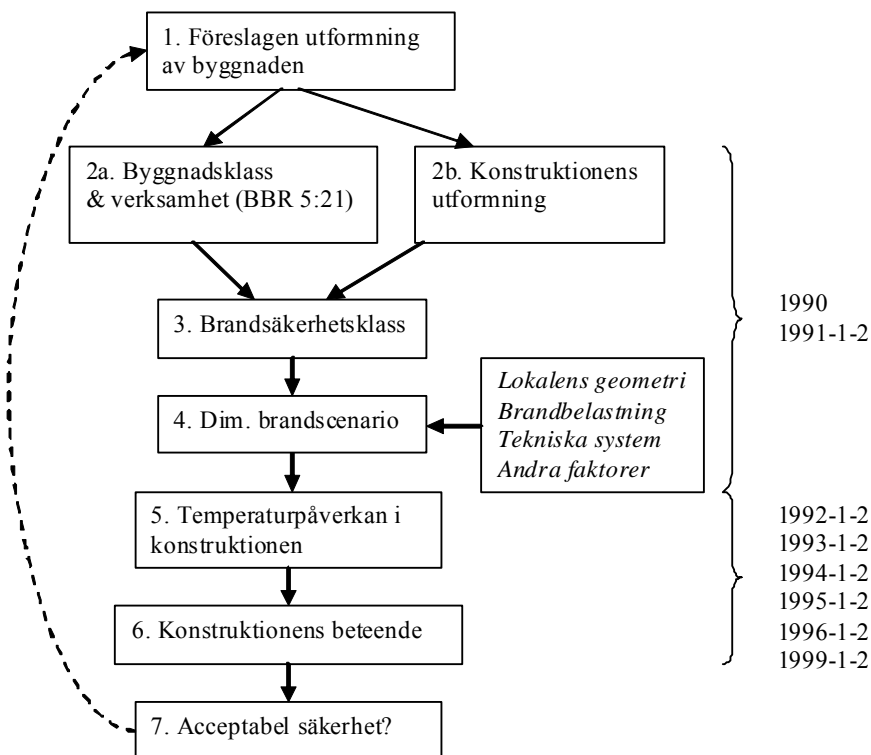 1. Föreslagen utformning
av byggnaden
2a. Byggnadsklass
& verksamhet (BBR 5:21)
2b. Konstruktionens
utformning
3. Brandsäkerhetsklass
1990
1991-1-2
4. Dim. brandscenario
Lokalens geometri
Brandbelastning
Tekniska system
Andra faktorer
5. Temperaturpåverkan i
konstruktionen
6. Konstruktionens beteende
1992-1-2
1993-1-2
1994-1-2
1995-1-2
1996-1-2
1999-1-2
7. Acceptabel säkerhet?